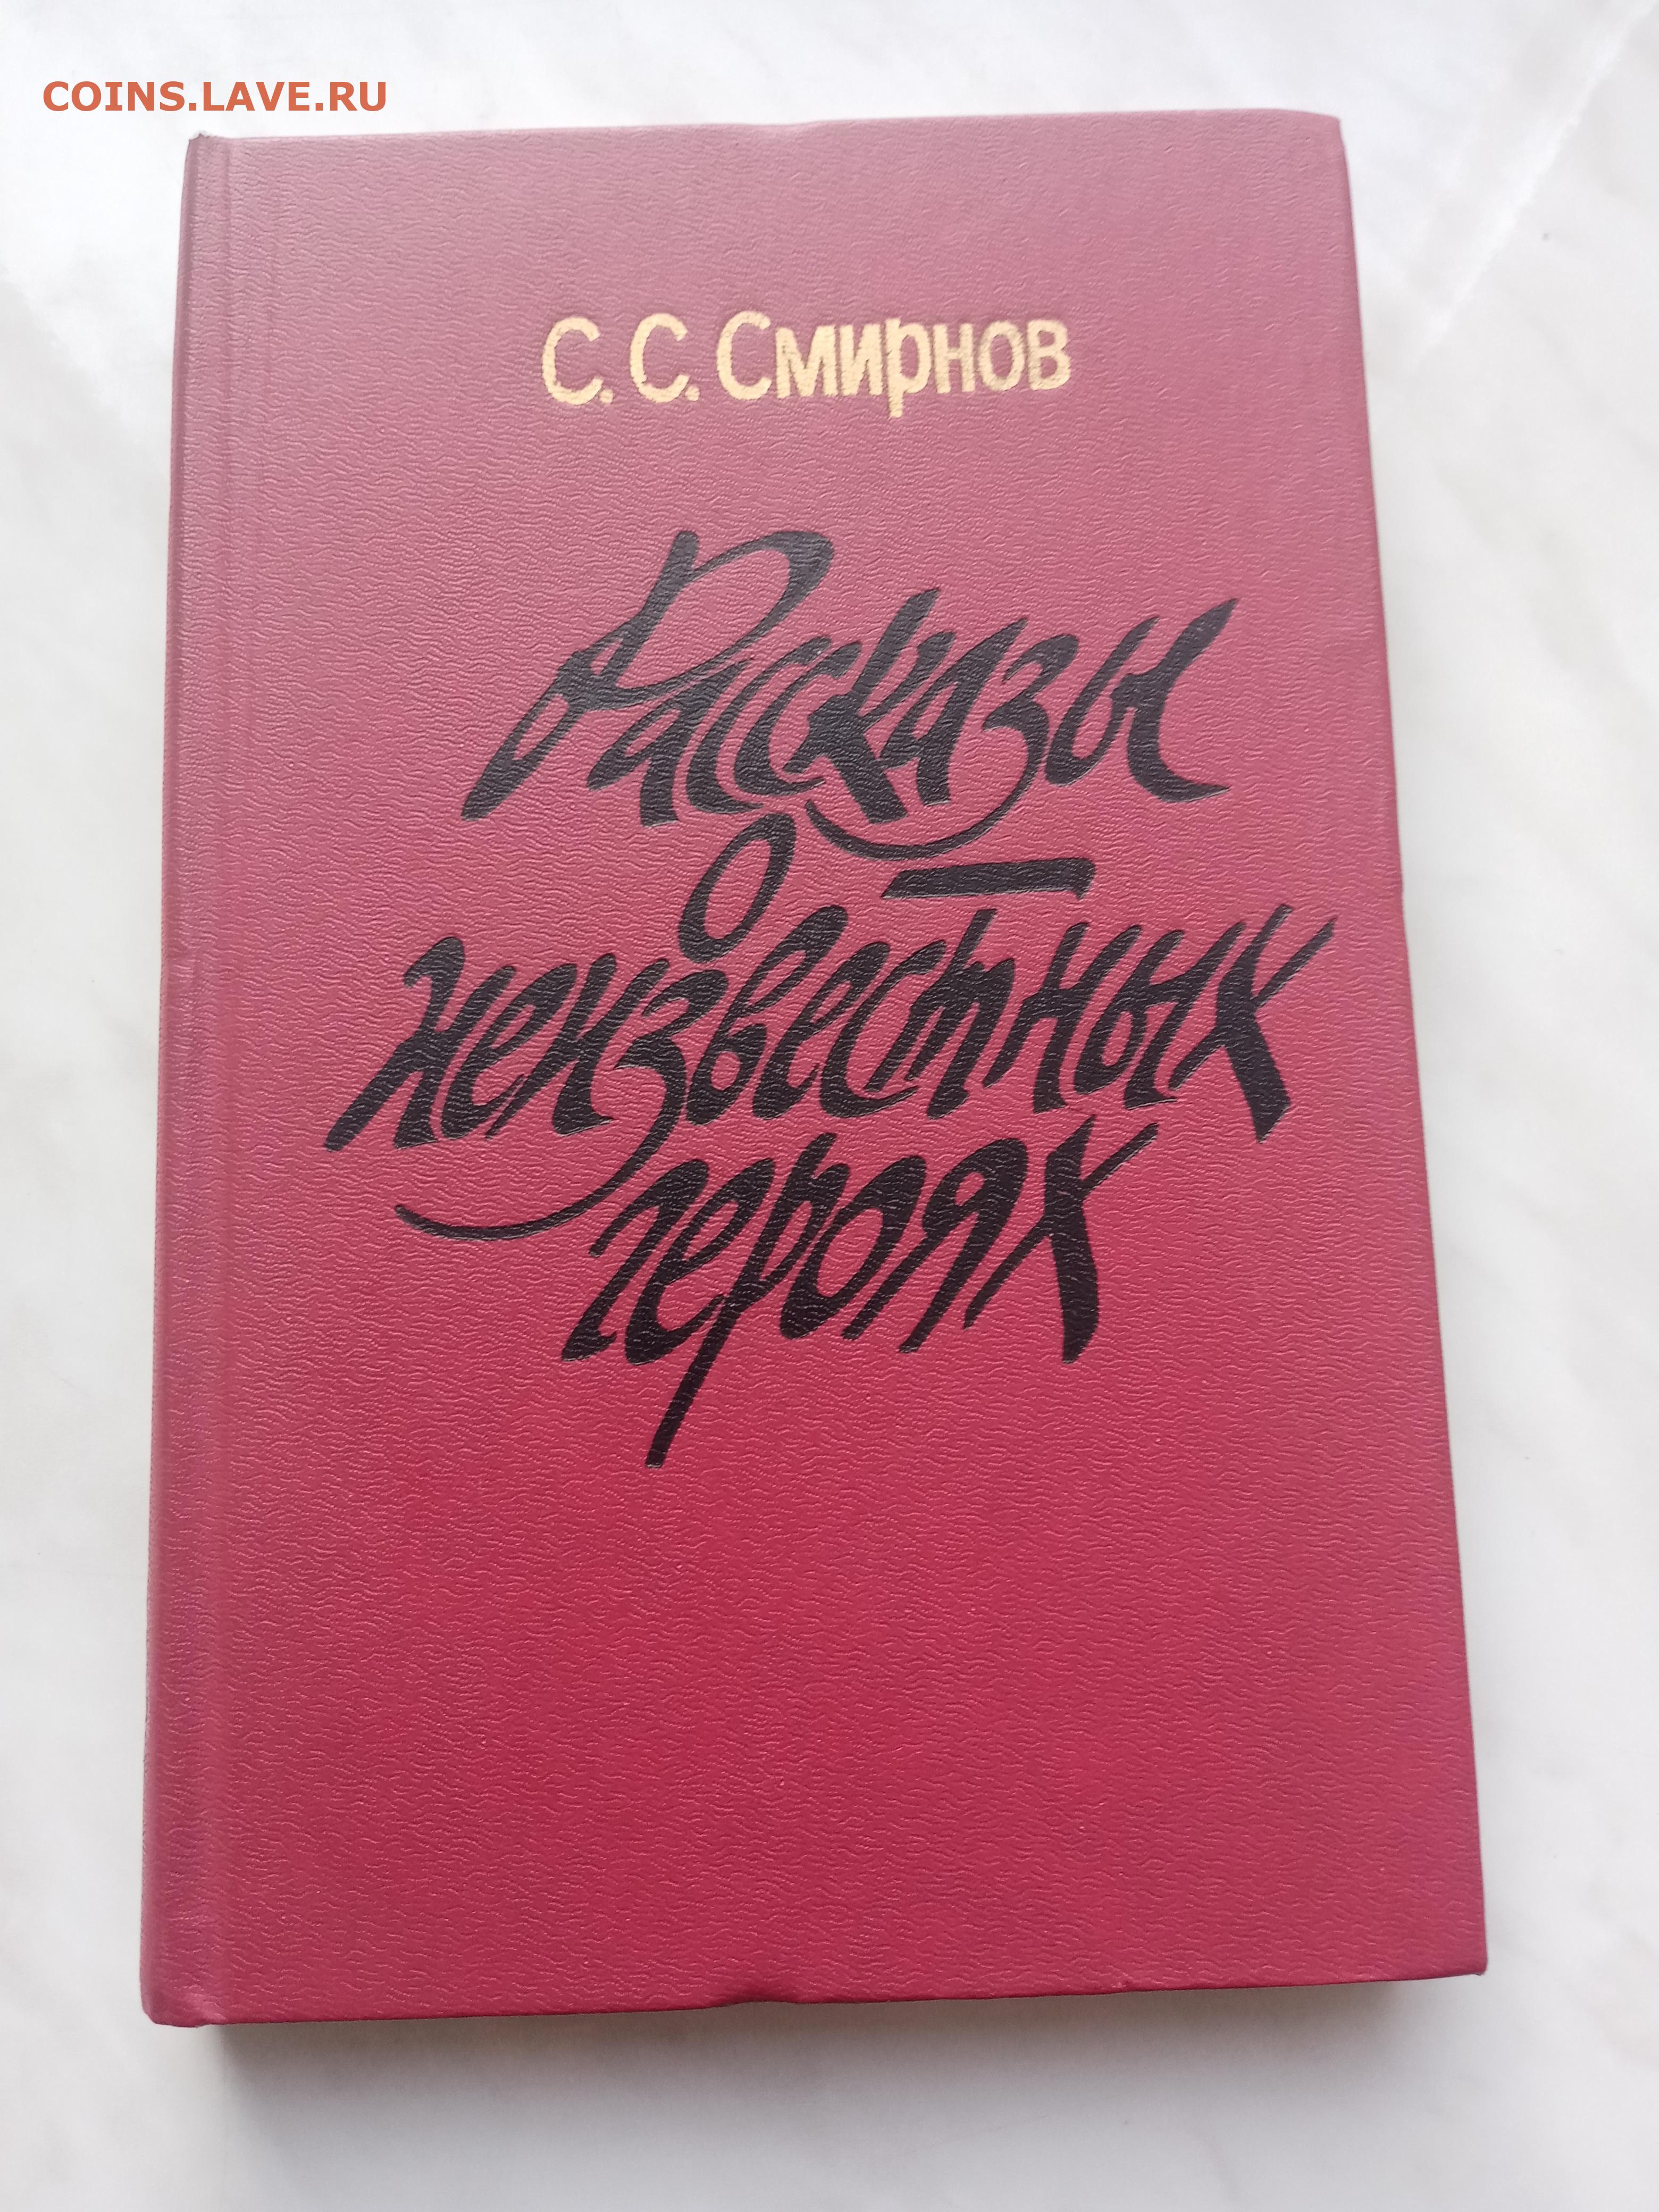 COINS.LAVE.RU
С. С. Смирнов
Рассказы
о
неизвестных
героях